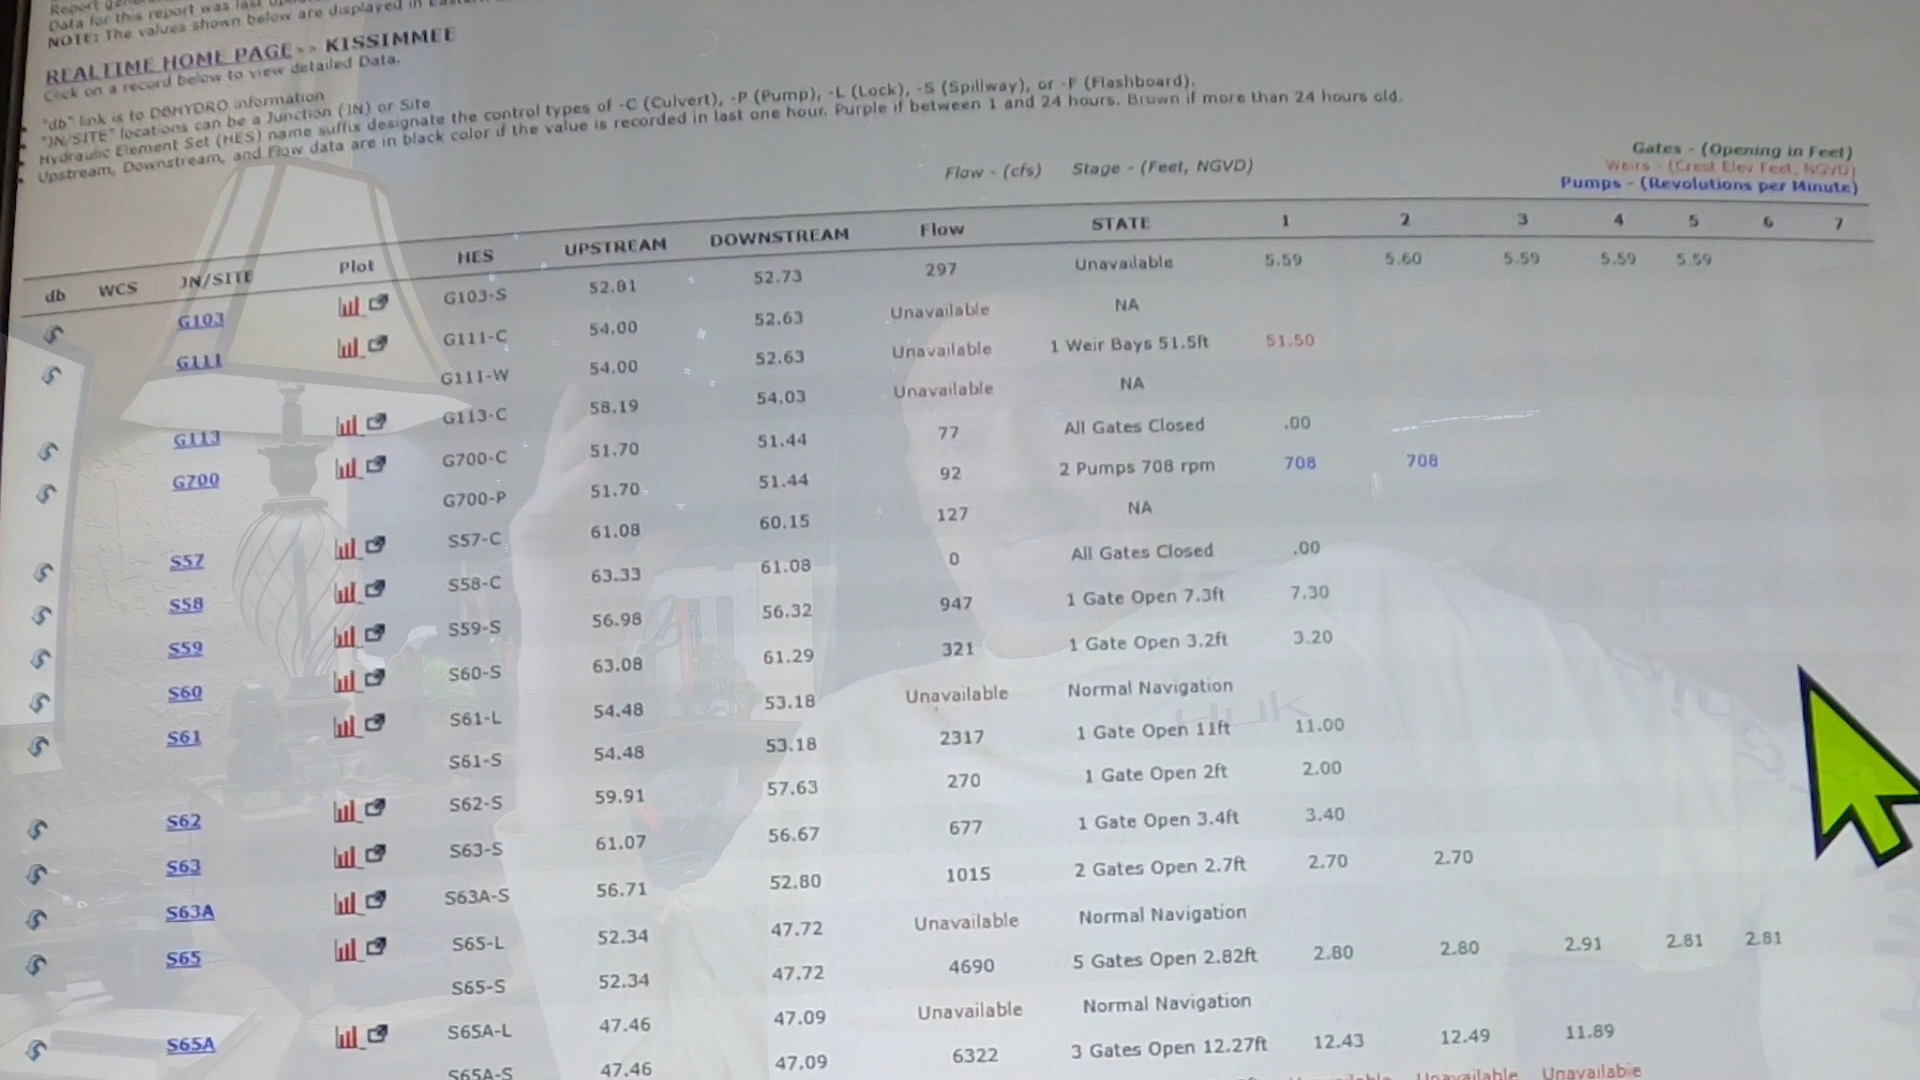 Data for this report was last
NOTE: The values shown below are displayed in
REALTIME HOME PAGE >> KISSIMMEE
Click on a record below to view detailed Data.
"db" link is to DBHYDRO information
"JN/SITE" locations can be a Junction (JN) or Site
Hydraulic Element Set (HES) name suffix designate the control types of -C (Culvert), -P (Pump), -L (Lock), -S (Spillway), or -F (Flashboard).
Upstream, Downstream, and Flow data are in black color if the value is recorded in last one hour. Purple if between 1 and 24 hours. Brown if more than 24 hours old.
Flow - (cfs) Stage - (Feet, NGVD)
Gates - (Opening in Feet)
Weirs - (Crest Elev Feet, NGVD)
Pumps - (Revolutions per Minute)
db WCS JN/SITE Plot HES UPSTREAM DOWNSTREAM Flow STATE 1 2 3 4 5 6 7
G103 G103-S 52.81 52.73 297 Unavailable 5.59 5.60 5.59 5.59 5.59
G111 G111-C 54.00 52.63 Unavailable NA
G111-W 54.00 52.63 Unavailable 1 Weir Bays 51.5ft 51.50
G113 G113-C 58.19 54.03 Unavailable NA
G700 G700-C 51.70 51.44 77 All Gates Closed .00
G700-P 51.70 51.44 92 2 Pumps 708 rpm 708 708
S57 S57-C 61.08 60.15 127 NA
S58 S58-C 63.33 61.08 0 All Gates Closed .00
S59 S59-S 56.98 56.32 947 1 Gate Open 7.3ft 7.30
S60 S60-S 63.08 61.29 321 1 Gate Open 3.2ft 3.20
S61 S61-L 54.48 53.18 Unavailable Normal Navigation
S61-S 54.48 53.18 2317 1 Gate Open 11ft 11.00
S62 S62-S 59.91 57.63 270 1 Gate Open 2ft 2.00
S63 S63-S 61.07 56.67 677 1 Gate Open 3.4ft 3.40
S63A S63A-S 56.71 52.80 1015 2 Gates Open 2.7ft 2.70 2.70
S65 S65-L 52.34 47.72 Unavailable Normal Navigation
S65-S 52.34 47.72 4690 5 Gates Open 2.82ft 2.80 2.80 2.91 2.81 2.81
S65A S65A-L 47.46 47.09 Unavailable Normal Navigation
S65A-S 47.46 47.09 6322 3 Gates Open 12.27ft 12.43 12.49 11.89
Unavailable Unavailable
HUK